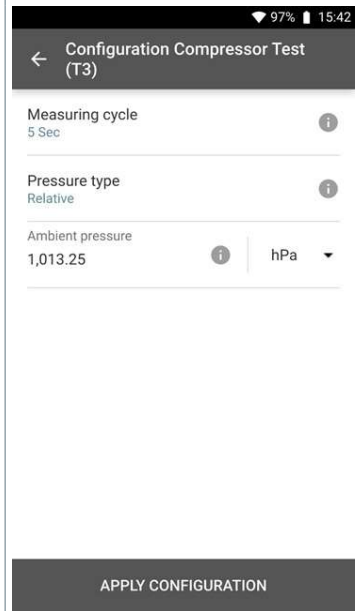 97% 15:42
Configuration Compressor Test
(T3)
Measuring cycle
5 Sec
Pressure type
Relative
Ambient pressure
1,013.25 hPa
APPLY CONFIGURATION